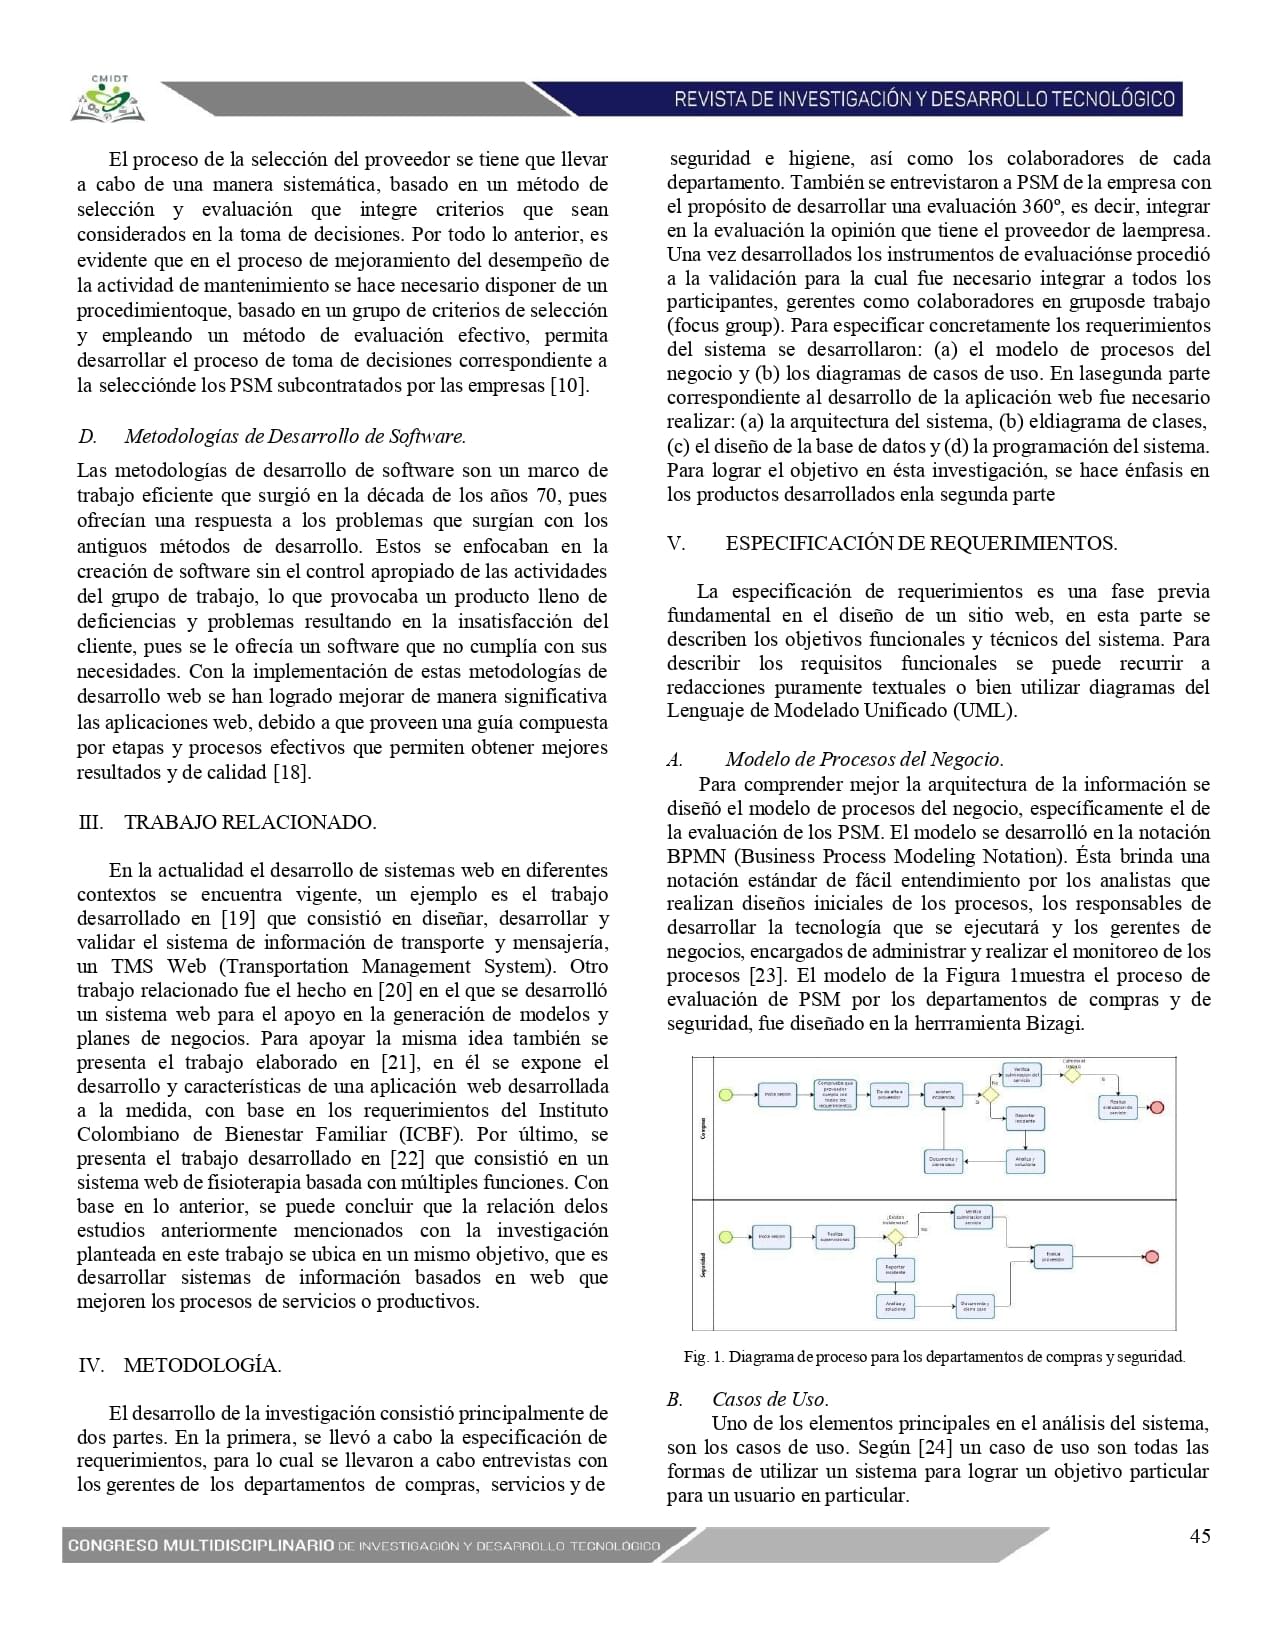 CMIDT
REVISTA DE INVESTIGACIÓN Y DESARROLLO TECNOLÓGICO
El proceso de la selección del proveedor se tiene que llevar
a cabo de una manera sistemática, basado en un método de
selección y evaluación que integre criterios que sean
considerados en la toma de decisiones. Por todo lo anterior, es
evidente que en el proceso de mejoramiento del desempeño de
la actividad de mantenimiento se hace necesario disponer de un
procedimientoque, basado en un grupo de criterios de selección
y empleando un método de evaluación efectivo, permita
desarrollar el proceso de toma de decisiones correspondiente a
la selecciónde los PSM subcontratados por las empresas [10].
D. Metodologías de Desarrollo de Software.
Las metodologías de desarrollo de software son un marco de
trabajo eficiente que surgió en la década de los años 70, pues
ofrecían una respuesta a los problemas que surgían con los
antiguos métodos de desarrollo. Estos se enfocaban en la
creación de software sin el control apropiado de las actividades
del grupo de trabajo, lo que provocaba un producto lleno de
deficiencias y problemas resultando en la insatisfacción del
cliente, pues se le ofrecía un software que no cumplía con sus
necesidades. Con la implementación de estas metodologías de
desarrollo web se han logrado mejorar de manera significativa
las aplicaciones web, debido a que proveen una guía compuesta
por etapas y procesos efectivos que permiten obtener mejores
resultados y de calidad [18].
III. TRABAJO RELACIONADO.
En la actualidad el desarrollo de sistemas web en diferentes
contextos se encuentra vigente, un ejemplo es el trabajo
desarrollado en [19] que consistió en diseñar, desarrollar y
validar el sistema de información de transporte y mensajería,
un TMS Web (Transportation Management System). Otro
trabajo relacionado fue el hecho en [20] en el que se desarrolló
un sistema web para el apoyo en la generación de modelos y
planes de negocios. Para apoyar la misma idea también se
presenta el trabajo elaborado en [21], en él se expone el
desarrollo y características de una aplicación web desarrollada
a la medida, con base en los requerimientos del Instituto
Colombiano de Bienestar Familiar (ICBF). Por último, se
presenta el trabajo desarrollado en [22] que consistió en un
sistema web de fisioterapia basada con múltiples funciones. Con
base en lo anterior, se puede concluir que la relación delos
estudios anteriormente mencionados con la investigación
planteada en este trabajo se ubica en un mismo objetivo, que es
desarrollar sistemas de información basados en web que
mejoren los procesos de servicios o productivos.
IV. METODOLOGÍA.
El desarrollo de la investigación consistió principalmente de
dos partes. En la primera, se llevó a cabo la especificación de
requerimientos, para lo cual se llevaron a cabo entrevistas con
los gerentes de los departamentos de compras, servicios y de
seguridad e higiene, así como los colaboradores de cada
departamento. También se entrevistaron a PSM de la empresa con
el propósito de desarrollar una evaluación 360º, es decir, integrar
en la evaluación la opinión que tiene el proveedor de laempresa.
Una vez desarrollados los instrumentos de evaluaciónse procedió
a la validación para la cual fue necesario integrar a todos los
participantes, gerentes como colaboradores en gruposde trabajo
(focus group). Para especificar concretamente los requerimientos
del sistema se desarrollaron: (a) el modelo de procesos del
negocio y (b) los diagramas de casos de uso. En lasegunda parte
correspondiente al desarrollo de la aplicación web fue necesario
realizar: (a) la arquitectura del sistema, (b) eldiagrama de clases,
(c) el diseño de la base de datos y (d) la programación del sistema.
Para lograr el objetivo en ésta investigación, se hace énfasis en
los productos desarrollados enla segunda parte
V. ESPECIFICACIÓN DE REQUERIMIENTOS.
La especificación de requerimientos es una fase previa
fundamental en el diseño de un sitio web, en esta parte se
describen los objetivos funcionales y técnicos del sistema. Para
describir los requisitos funcionales se puede recurrir a
redacciones puramente textuales o bien utilizar diagramas del
Lenguaje de Modelado Unificado (UML).
A. Modelo de Procesos del Negocio.
Para comprender mejor la arquitectura de la información se
diseñó el modelo de procesos del negocio, específicamente el de
la evaluación de los PSM. El modelo se desarrolló en la notación
BPMN (Business Process Modeling Notation). Ésta brinda una
notación estándar de fácil entendimiento por los analistas que
realizan diseños iniciales de los procesos, los responsables de
desarrollar la tecnología que se ejecutará y los gerentes de
negocios, encargados de administrar y realizar el monitoreo de los
procesos [23]. El modelo de la Figura 1muestra el proceso de
evaluación de PSM por los departamentos de compras y de
seguridad, fue diseñado en la herrramienta Bizagi.
Compras
Inicia sesion
Comprueba que
proveedor
cumpla con
todos los
requerimientos
Da de alta a
proveedor
existen
incidencias
No
Verifica
culminacion del
servicio
Reportar
incidente
Realiza
evaluacion de
servicio
Documenta y
cierra caso
Analiza y
soluciona
Seguridad
Inicia sesion
Realiza
supervisiones
¿Existen
incidentes?
No
Verifica
culminacion del
servicio
Reportar
incidente
Evalua
proveedor
Analiza y
soluciona
Documenta y
cierra caso
Fig. 1. Diagrama de proceso para los departamentos de compras y seguridad.
B. Casos de Uso.
Uno de los elementos principales en el análisis del sistema,
son los casos de uso. Según [24] un caso de uso son todas las
formas de utilizar un sistema para lograr un objetivo particular
para un usuario en particular.
CONGRESO MULTIDISCIPLINARIO DE INVESTIGACIÓN Y DESARROLLO TECNOLÓGICO
45